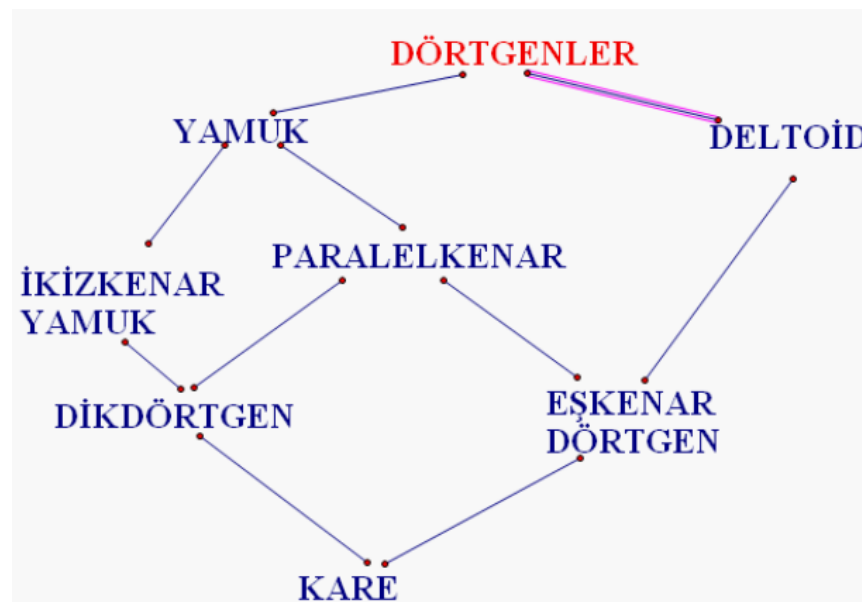 DÖRTGENLER
YAMUK
DELTOİD
PARALELKENAR
İKİZKENAR
YAMUK
DİKDÖRTGEN
EŞKENAR
DÖRTGEN
KARE